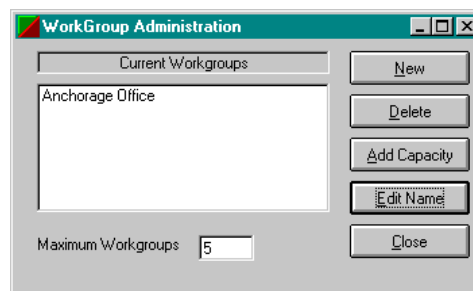 WorkGroup Administration
Current Workgroups
Anchorage Office
New
Delete
Add Capacity
Edit Name
Close
Maximum Workgroups 5